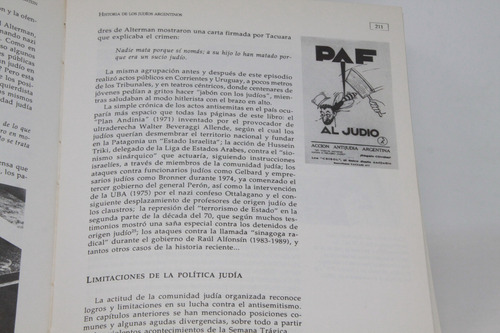 HISTORIA DE LOS JUDÍOS ARGENTINOS
211
dres de Alterman mostraron una carta firmada por Tacuara
que explicaba el crimen:
Nadie mata porque sí nomás; a su hijo lo han matado por-
que era un sucio judío.
La misma agrupación antes y después de este episodio
realizó actos públicos en Corrientes y Uruguay, a pocos metros
de los Tribunales, y en teatros céntricos, donde centenares de
jóvenes pedían a gritos hacer "jabón con los judíos", mien-
tras saludaban al modo hitlerista con el brazo en alto.
La simple crónica de los actos antisemitas en el país ocupa-
ría más espacio que todas las páginas de este libro: el
"Plan Andinia" (1971) inventado por el provocador de
ultraderecha Walter Beveraggi Allende, según el cual los
judíos querían desmembrar el territorio nacional y fundar
en la Patagonia un "Estado Israelita"; la acción de Hussein
Triki, delegado de la Liga de Estados Árabes, contra el "sio-
nismo sinárquico" que actuaría, siguiendo instrucciones
israelíes, a través de miembros de la comunidad judía; los
ataques contra funcionarios judíos como Gelbard y empre-
sarios judíos como Bronner durante 1974, ya comenzado el
tercer gobierno del general Perón, así como la intervención
de la UBA (1975) por el nazi confeso Ottalagano y el con-
siguiente desplazamiento de profesores de origen judío de
los claustros; la represión del "terrorismo de Estado" en la
segunda parte de la década del 70, que según muchos tes-
timonios mostró una saña especial contra los detenidos de
origen judío; los ataques contra la llamada "sinagoga ra-
dical" durante el gobierno de Raúl Alfonsín (1983-1989), y
tantos otros casos de la historia reciente...
LIMITACIONES DE LA POLÍTICA JUDÍA
La actitud de la comunidad judía organizada reconoce
logros y limitaciones en su lucha contra el antisemitismo.
En capítulos anteriores se han mencionado posiciones co-
munes y algunas agudas divergencias, sobre todo a partir
violentos acontecimientos de la Semana Trágica
PAF
AL JUDIO
2
ACCION ANTIJUDIA ARGENTINA